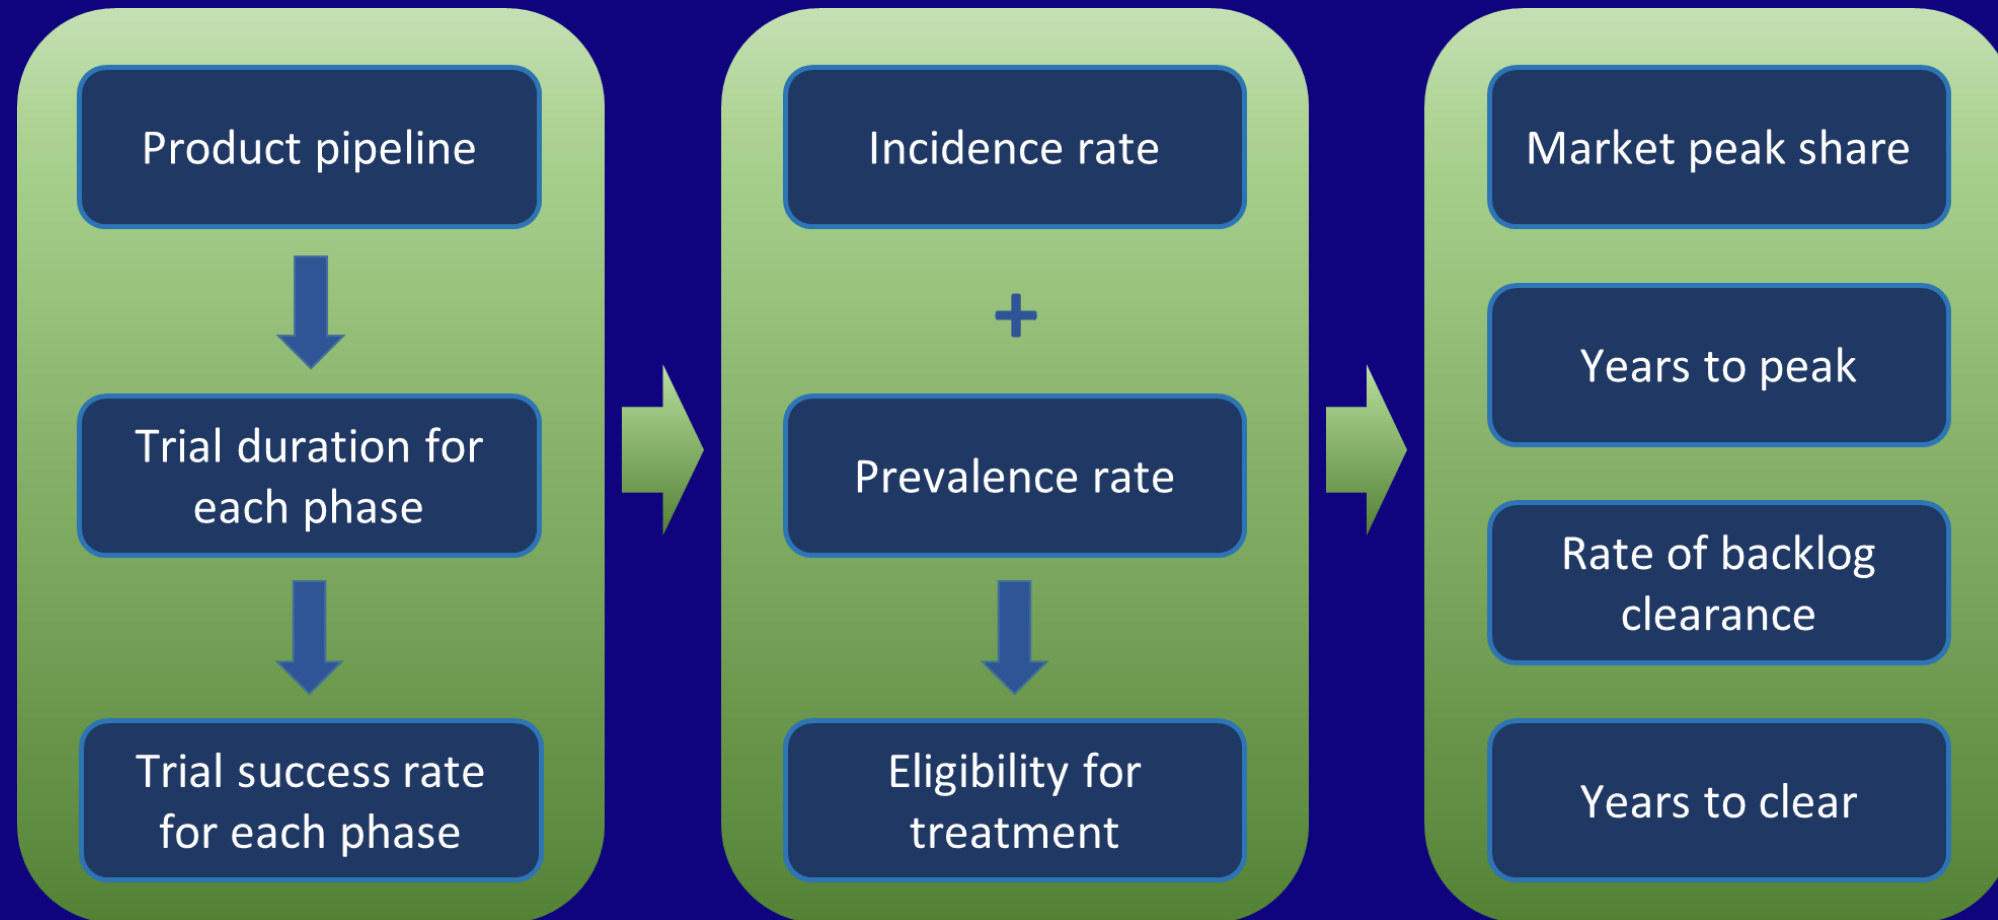 Product pipeline
Trial duration for
each phase
Trial success rate
for each phase
Incidence rate
+
Prevalence rate
Eligibility for
treatment
Market peak share
Years to peak
Rate of backlog
clearance
Years to clear